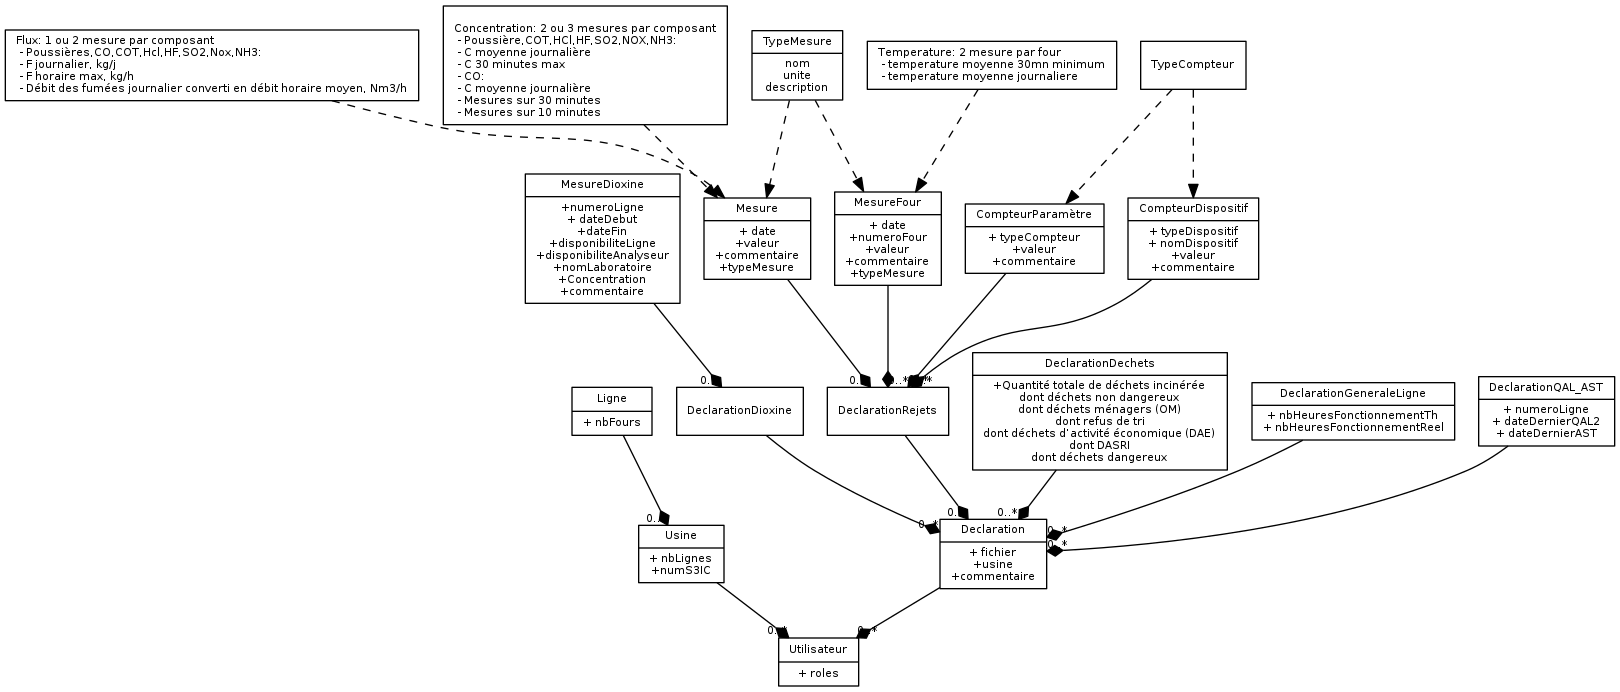 Flux: 1 ou 2 mesure par composant
- Poussières,CO,COT,Hcl,HF,SO2,Nox,NH3:
- F journalier, kg/j
- F horaire max, kg/h
- Débit des fumées journalier converti en débit horaire moyen, Nm3/h
Concentration: 2 ou 3 mesures par composant
- Poussière,COT,HCl,HF,SO2,NOX,NH3:
- C moyenne journalière
- C 30 minutes max
- CO:
- C moyenne journalière
- Mesures sur 30 minutes
- Mesures sur 10 minutes
TypeMesure
nom
unite
description
Temperature: 2 mesure par four
- temperature moyenne 30mn minimum
- temperature moyenne journaliere
TypeCompteur
MesureDioxine
+numeroLigne
+ dateDebut
+dateFin
+disponibiliteLigne
+disponibiliteAnalyseur
+nomLaboratoire
+Concentration
+commentaire
Mesure
+ date
+valeur
+commentaire
+typeMesure
MesureFour
+ date
+numeroFour
+valeur
+commentaire
+typeMesure
CompteurParamètre
+ typeCompteur
+valeur
+commentaire
CompteurDispositif
+ typeDispositif
+ nomDispositif
+valeur
+commentaire
Ligne
+ nbFours
DeclarationDioxine
DeclarationRejets
DeclarationDechets
+Quantité totale de déchets incinérée
dont déchets non dangereux
dont déchets ménagers (OM)
dont refus de tri
dont déchets d'activité économique (DAE)
dont DASRI
dont déchets dangereux
DeclarationGeneraleLigne
+ nbHeuresFonctionnementTh
+ nbHeuresFonctionnementReel
DeclarationQAL_AST
+ numeroLigne
+ dateDernierQAL2
+ dateDernierAST
0..*
0..*
0..*
0..*
Usine
+ nbLignes
+numS3IC
Declaration
+ fichier
+usine
+commentaire
0..*
0..*
Utilisateur
+ roles